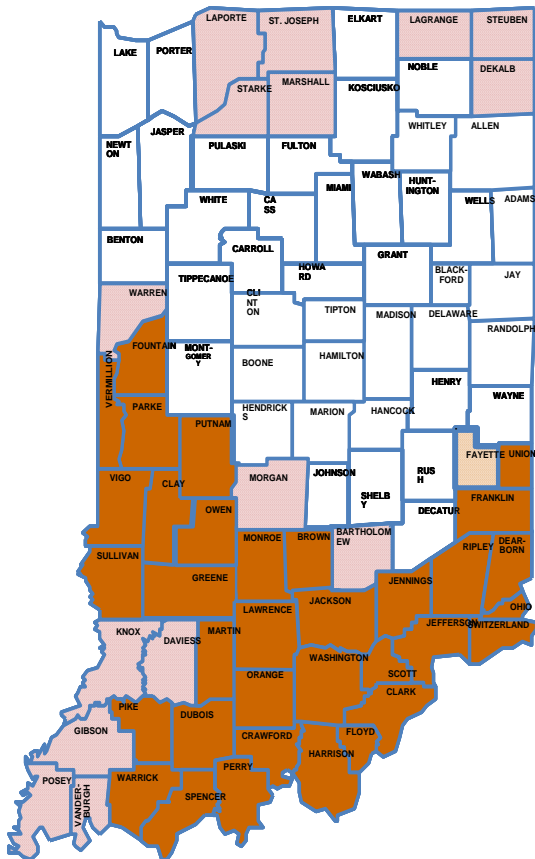 LAPORTE
ST. JOSEPH
ELKART
LAGRANGE
STEUBEN
LAKE
PORTER
NOBLE
DEKALB
STARKE
MARSHALL
KOSCIUSKO
WHITLEY
ALLEN
NEWT
ON
JASPER
PULASKI
FULTON
WABASH
HUNT-
INGTON
MIAMI
WHITE
CA
SS
WELLS
ADAMS
BENTON
CARROLL
GRANT
TIPPECANOE
HOWA
RD
BLACK-
FORD
JAY
WARREN
CLI
NT
ON
TIPTON
MADISON
DELAWARE
RANDOLPH
FOUNTAIN
MONT-
GOMER
Y
BOONE
HAMILTON
VERMILLION
HENRY
WAYNE
PARKE
PUTNAM
HENDRICK
S
MARION
HANCOCK
FAYETTE
UNION
VIGO
CLAY
MORGAN
JOHNSON
SHELB
Y
RUS
H
FRANKLIN
OWEN
DECATUR
SULLIVAN
MONROE
BROWN
BARTHOLOM
EW
RIPLEY
DEAR-
BORN
GREENE
JENNINGS
LAWRENCE
JACKSON
OHIO
KNOX
DAVIESS
MARTIN
JEFFERSON
SWITZERLAND
WASHINGTON
ORANGE
SCOTT
CLARK
PIKE
DUBOIS
GIBSON
CRAWFORD
FLOYD
HARRISON
POSEY
VANDER-
BURGH
WARRICK
PERRY
SPENCER